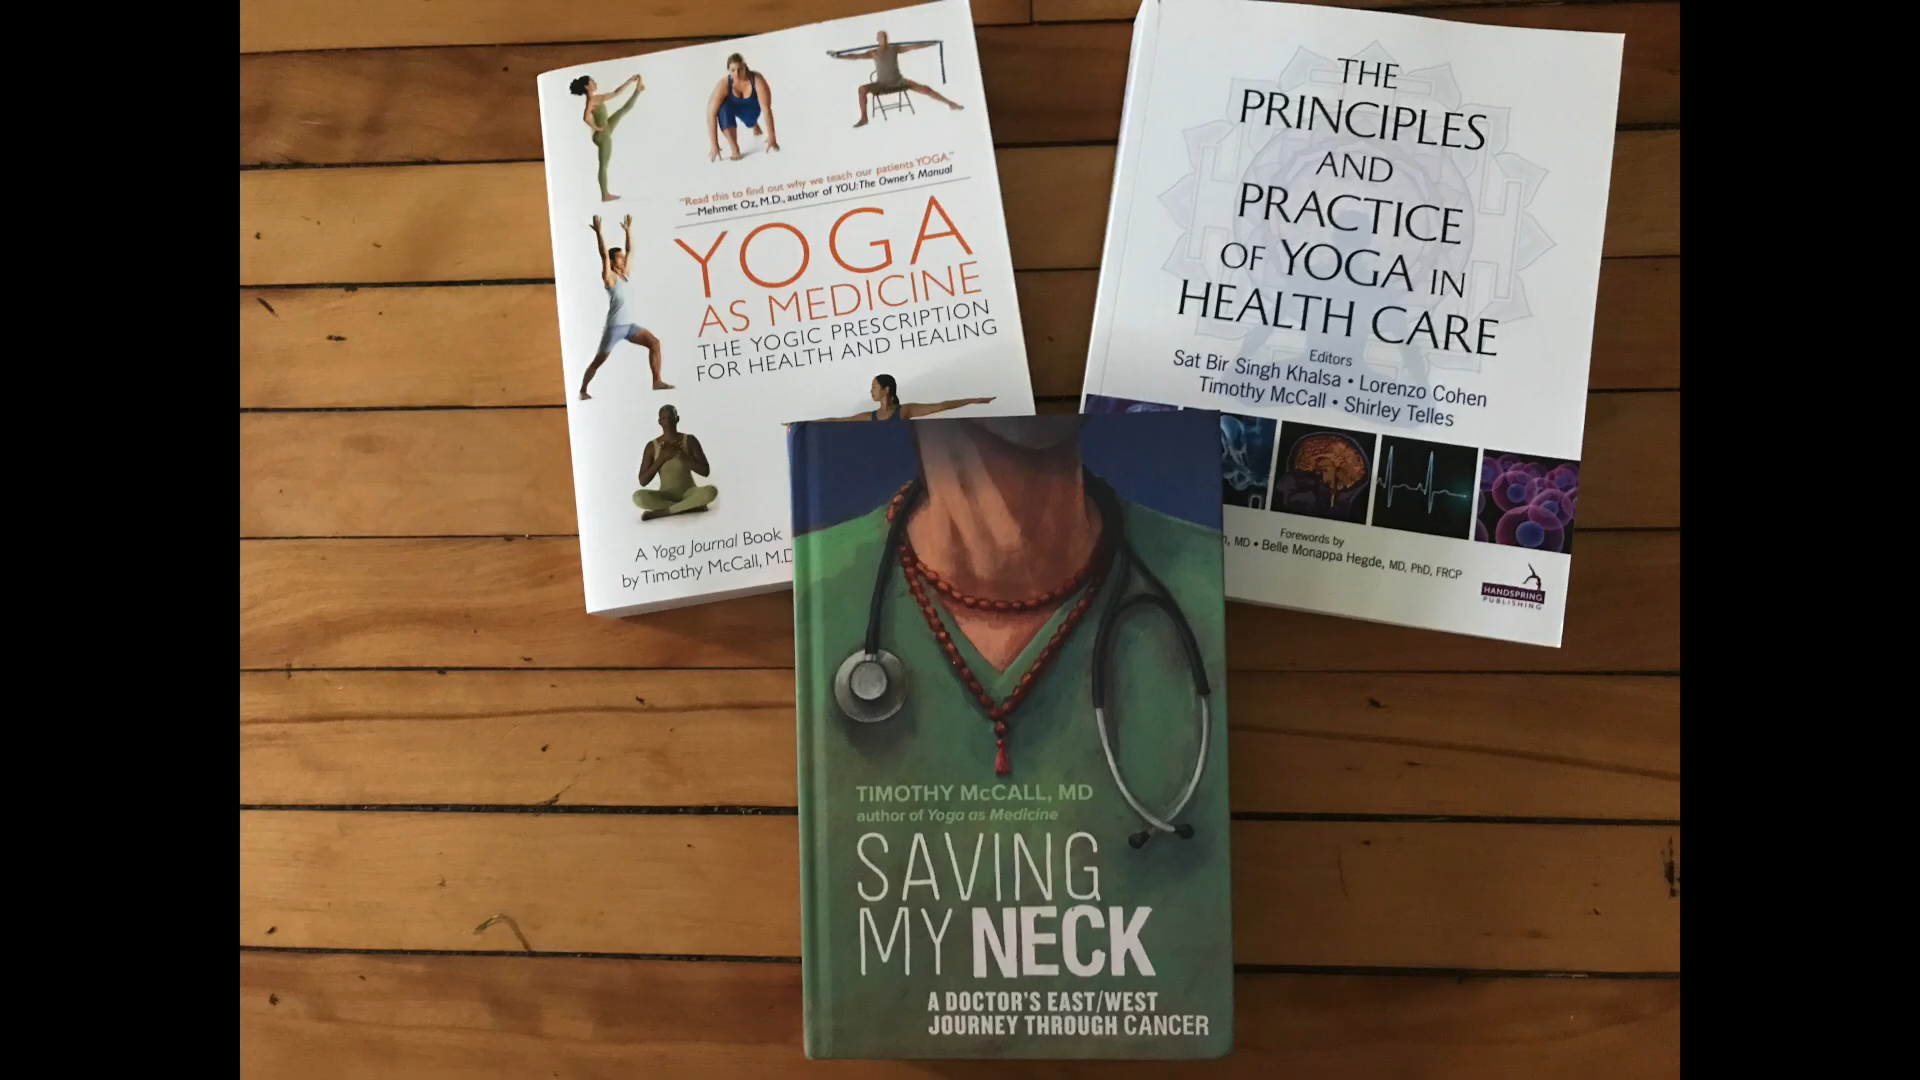 "Read this to find out why we teach our patients YOGA."
—Mehmet Oz, M.D., author of YOU: The Owner's Manual
YOGA
AS MEDICINE
THE YOGIC PRESCRIPTION
FOR HEALTH AND HEALING
A Yoga Journal Book
by Timothy McCall, M.D
THE
PRINCIPLES
AND
PRACTICE
OF YOGA IN
HEALTH CARE
Editors
Sat Bir Singh Khalsa • Lorenzo Cohen
Timothy McCall • Shirley Telles
Forewords by
MD • Belle Monappa Hegde, MD, PhD, FRCP
HANDSPRING
PUBLISHING
TIMOTHY McCALL, MD
author of Yoga as Medicine
SAVING
MY NECK
A DOCTOR'S EAST/WEST
JOURNEY THROUGH CANCER